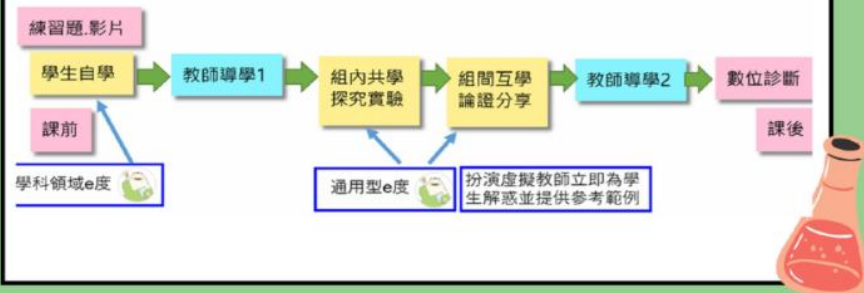 練習題.影片
學生自學
教師導學1
組內共學
探究實驗
組間互學
論證分享
教師導學2
數位診斷
課前
課後
學科領域e度
通用型e度
扮演虛擬教師立即為學
生解惑並提供參考範例